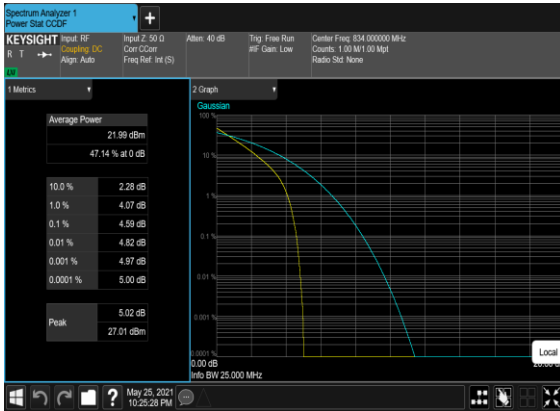 Spectrum Analyzer 1
Power Stat CCDF
KEYSIGHT
R T
Input: RF
Coupling: DC
Align: Auto
Input Z: 50 Ω
Corr CCorr
Freq Ref: Int (S)
Atten: 40 dB
Trig: Free Run
#IF Gain: Low
Center Freq: 834.000000 MHz
Counts: 1.00 M/1.00 Mpt
Radio Std: None
1 Metrics
Average Power
21.99 dBm
47.14 % at 0 dB
10.0 % 2.28 dB
1.0 % 4.07 dB
0.1 % 4.59 dB
0.01 % 4.82 dB
0.001 % 4.97 dB
0.0001 % 5.00 dB
Peak
5.02 dB
27.01 dBm
2 Graph
Gaussian
100 %
10 %
1 %
0.1 %
0.01 %
0.001 %
0.0001 %
0.00 dB
Info BW 25.000 MHz
Local
?
May 25, 2021
10:25:28 PM